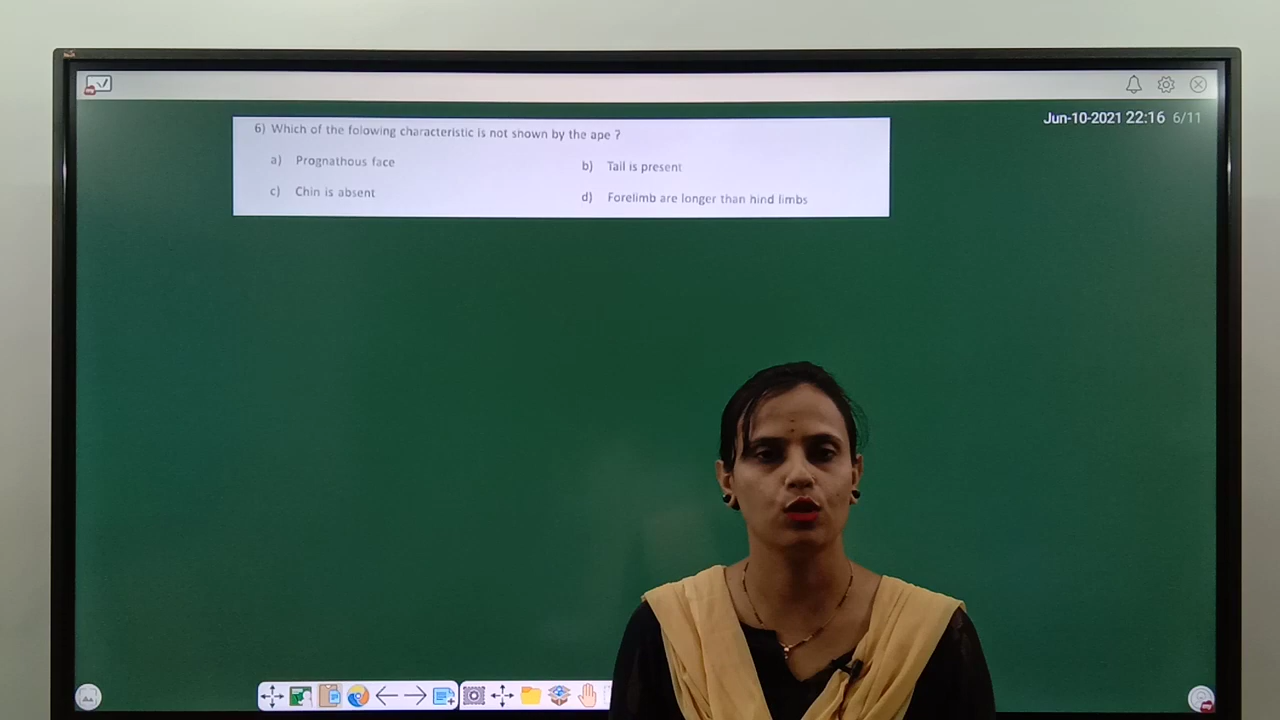 Jun-10-2021 22:16 6/11
6) Which of the folowing characteristic is not shown by the ape ?
a) Prognathous face
b) Tail is present
c) Chin is absent
d) Forelimb are longer than hind limbs